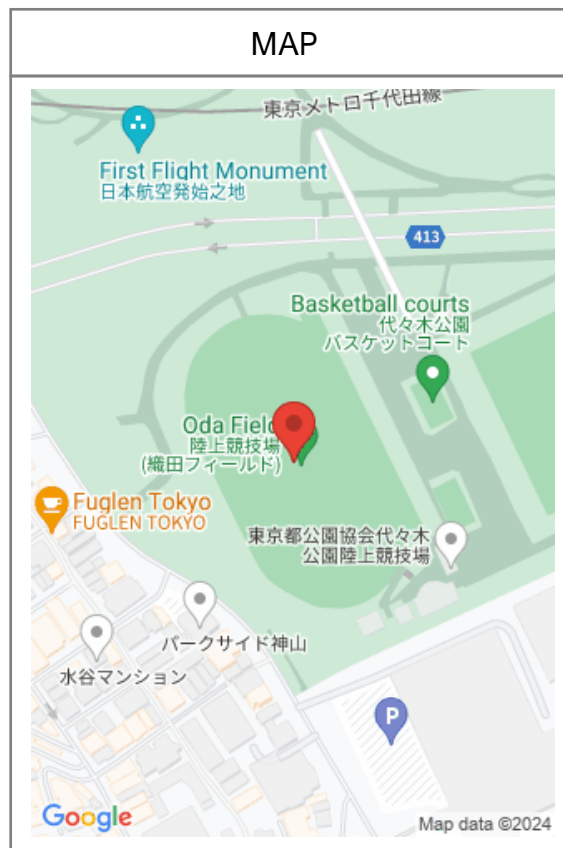 MAP
東京メトロ千代田線
First Flight Monument
日本航空発始之地
413
Basketball courts
代々木公園
バスケットコート
Oda Field
陸上競技場
(織田フィールド)
Fuglen Tokyo
FUGLEN TOKYO
東京都公園協会代々木
公園陸上競技場
パークサイド神山
水谷マンション
P
Google
Map data ©2024